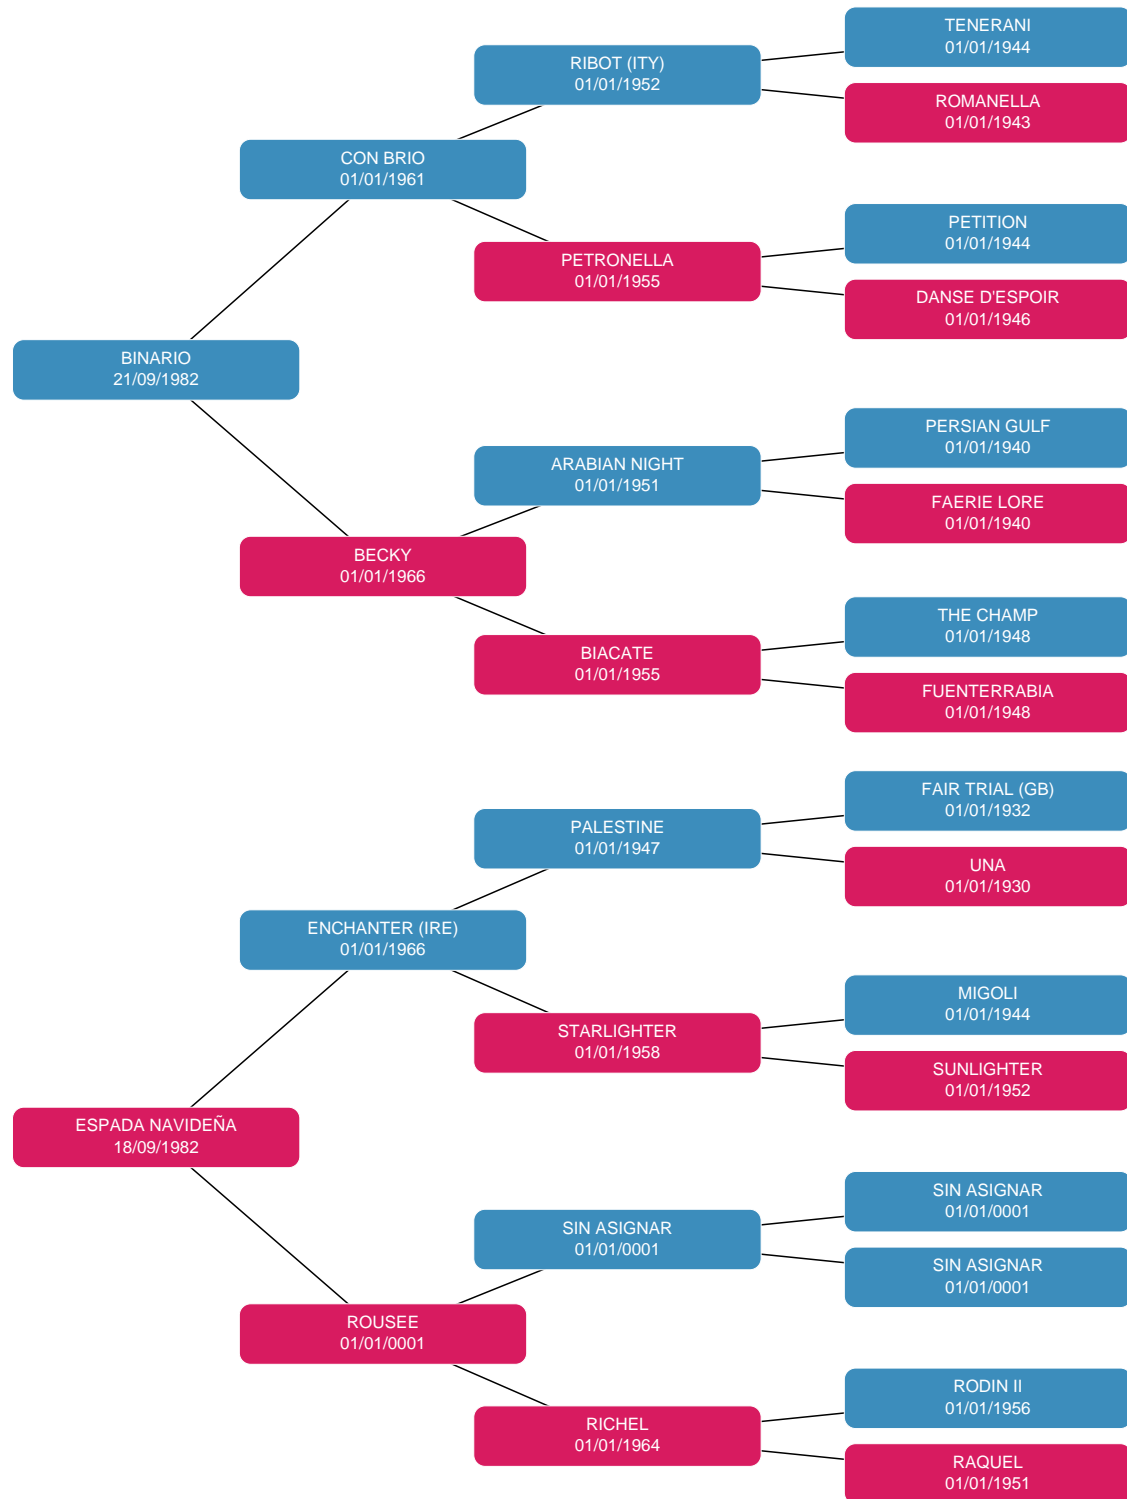 TENERANI
01/01/1944
RIBOT (ITY)
01/01/1952
ROMANELLA
01/01/1943
CON BRIO
01/01/1961
PETITION
01/01/1944
PETRONELLA
01/01/1955
DANSE D'ESPOIR
01/01/1946
BINARIO
21/09/1982
PERSIAN GULF
01/01/1940
ARABIAN NIGHT
01/01/1951
FAERIE LORE
01/01/1940
BECKY
01/01/1966
THE CHAMP
01/01/1948
BIACATE
01/01/1955
FUENTERRABIA
01/01/1948
FAIR TRIAL (GB)
01/01/1932
PALESTINE
01/01/1947
UNA
01/01/1930
ENCHANTER (IRE)
01/01/1966
MIGOLI
01/01/1944
STARLIGHTER
01/01/1958
SUNLIGHTER
01/01/1952
ESPADA NAVIDEÑA
18/09/1982
SIN ASIGNAR
01/01/0001
SIN ASIGNAR
01/01/0001
SIN ASIGNAR
01/01/0001
ROUSEE
01/01/0001
RODIN II
01/01/1956
RICHEL
01/01/1964
RAQUEL
01/01/1951